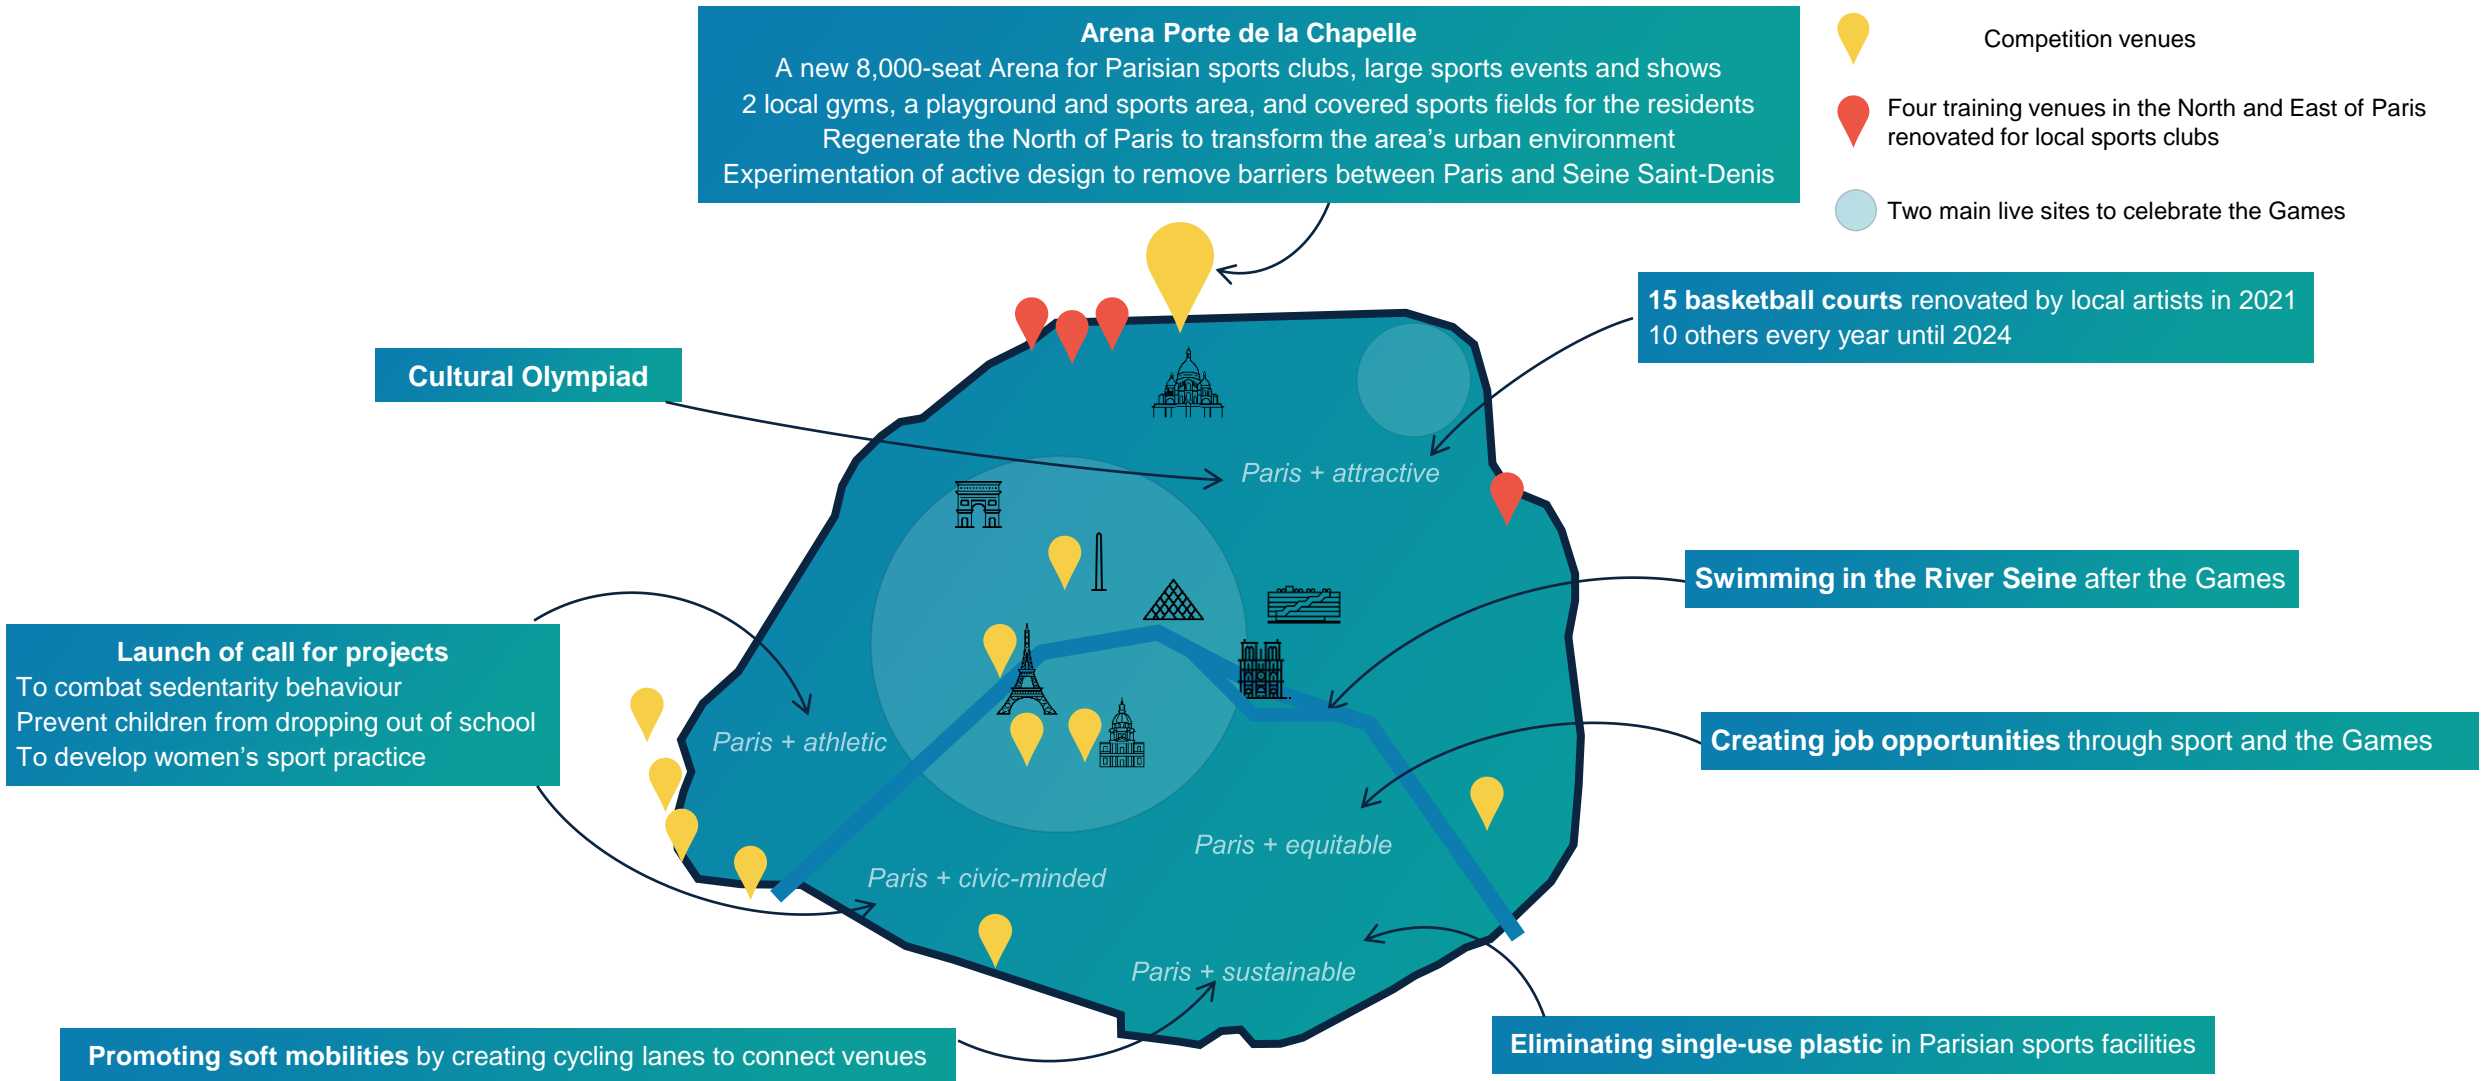 Arena Porte de la Chapelle
A new 8,000-seat Arena for Parisian sports clubs, large sports events and shows
2 local gyms, a playground and sports area, and covered sports fields for the residents
Regenerate the North of Paris to transform the area's urban environment
Experimentation of active design to remove barriers between Paris and Seine Saint-Denis
Competition venues
Four training venues in the North and East of Paris
renovated for local sports clubs
Two main live sites to celebrate the Games
15 basketball courts renovated by local artists in 2021
10 others every year until 2024
Cultural Olympiad
Paris + attractive
Swimming in the River Seine after the Games
Launch of call for projects
To combat sedentarity behaviour
Prevent children from dropping out of school
To develop women's sport practice
Paris + athletic
Creating job opportunities through sport and the Games
Paris + equitable
Paris + civic-minded
Paris + sustainable
Promoting soft mobilities by creating cycling lanes to connect venues
Eliminating single-use plastic in Parisian sports facilities